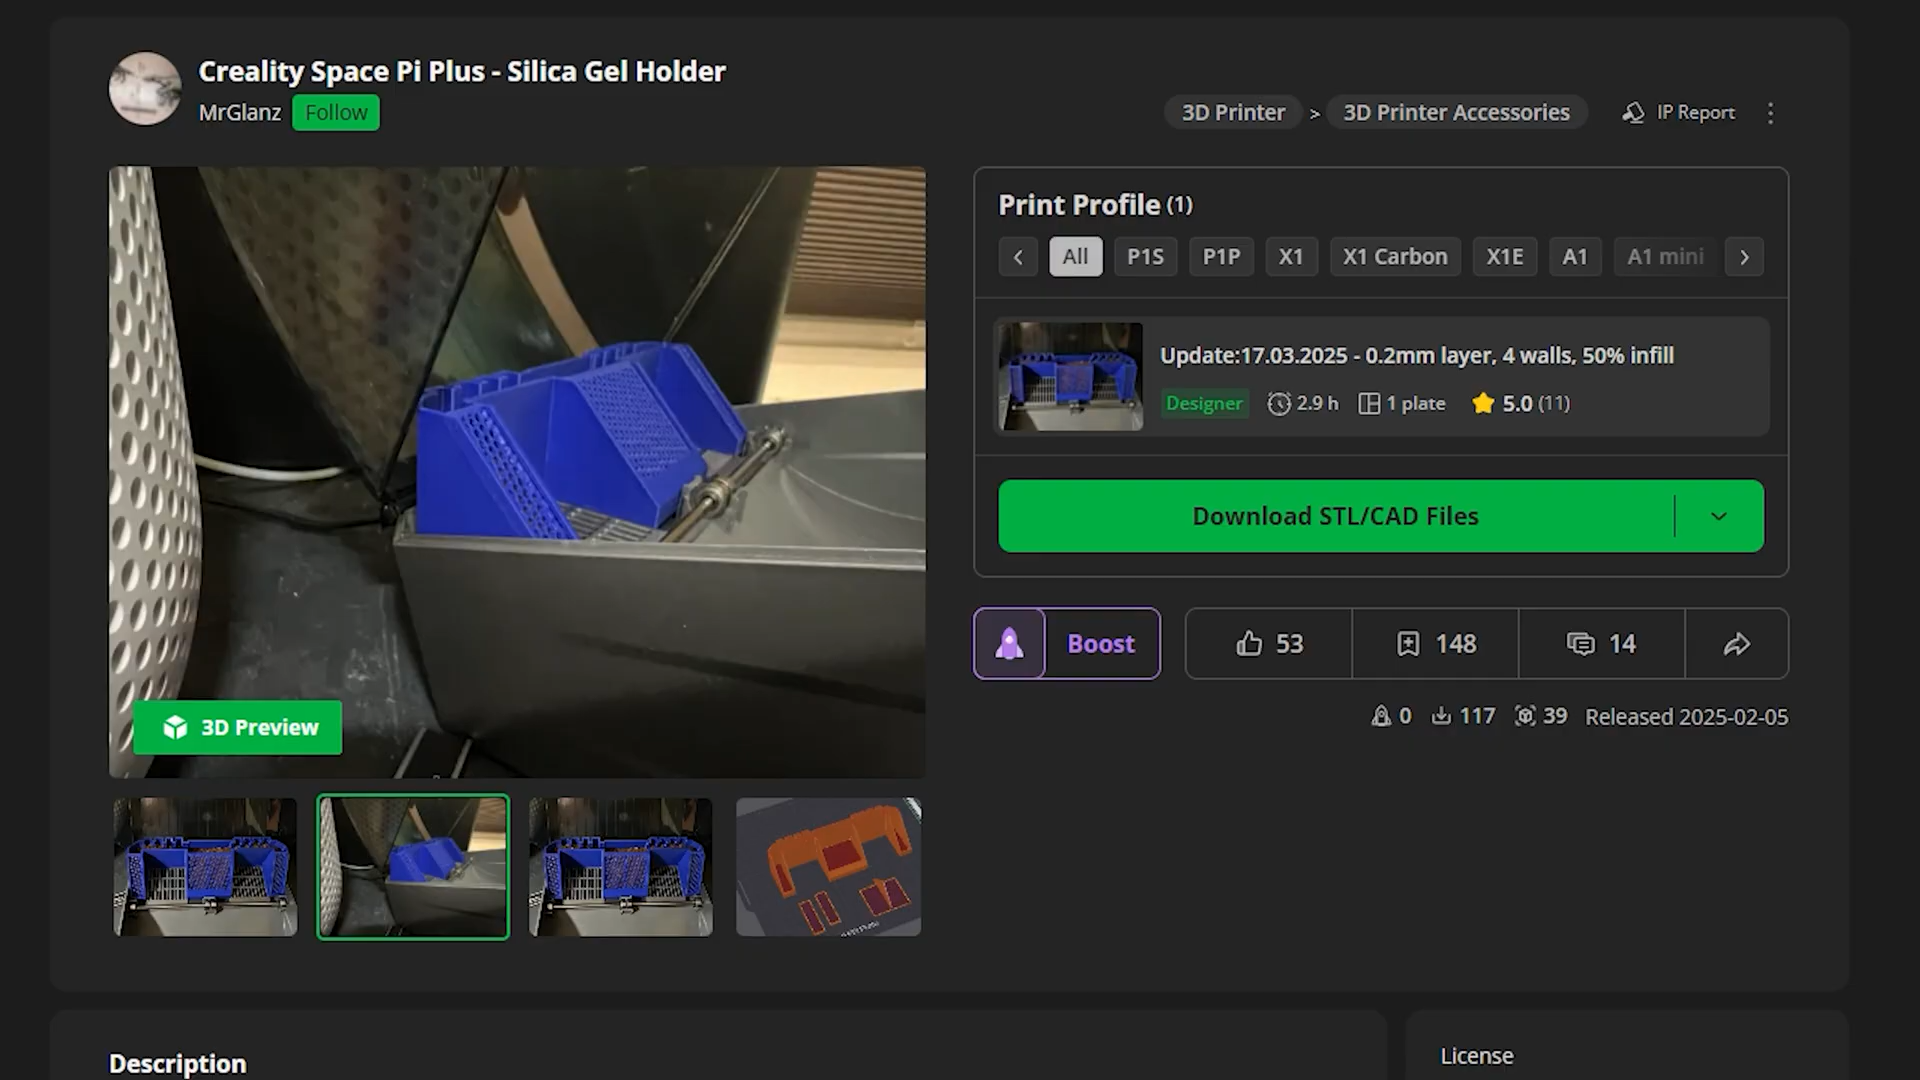 Creality Space Pi Plus - Silica Gel Holder
MrGlanz Follow
3D Printer > 3D Printer Accessories IP Report
Print Profile (1)
All P1S P1P X1 X1 Carbon X1E A1 A1 mini
Update:17.03.2025 - 0.2mm layer, 4 walls, 50% infill
Designer 2.9 h 1 plate 5.0 (11)
Download STL/CAD Files
Boost 53 148 14
0 117 39 Released 2025-02-05
3D Preview
Description
License